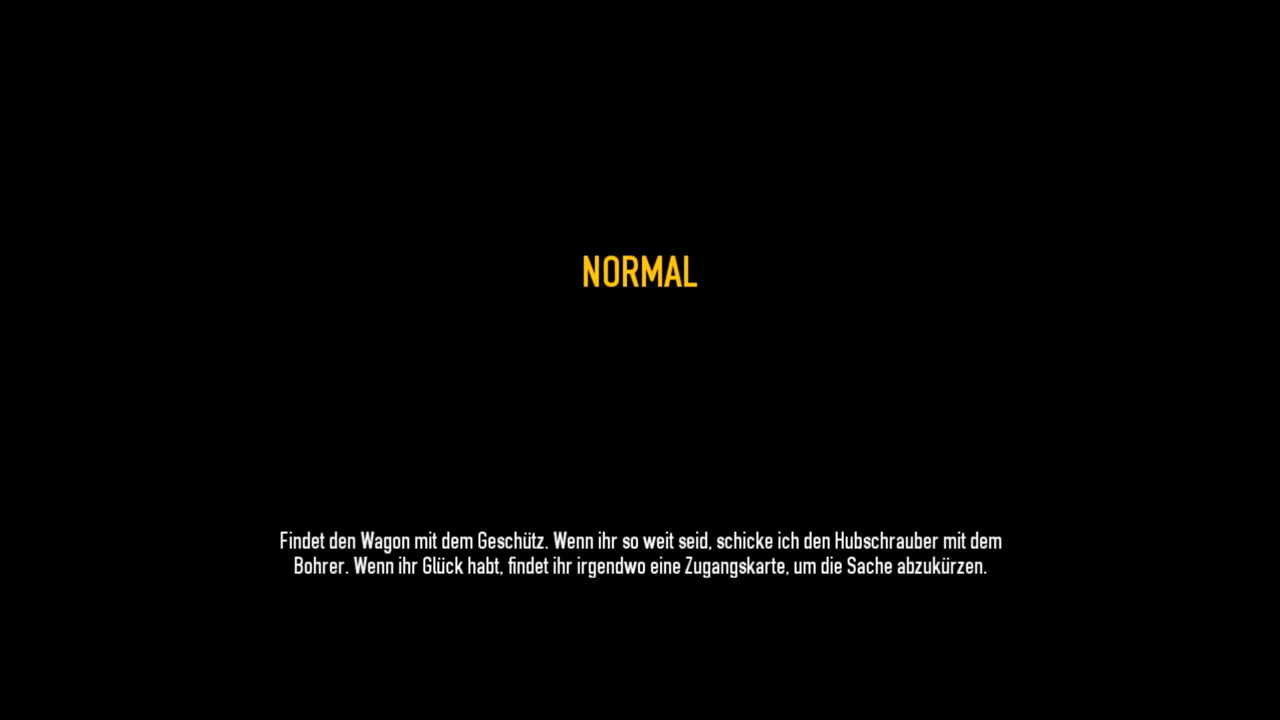 NORMAL
Findet den Wagon mit dem Geschütz. Wenn ihr so weit seid, schicke ich den Hubschrauber mit dem
Bohrer. Wenn ihr Glück habt, findet ihr irgendwo eine Zugangskarte, um die Sache abzukürzen.